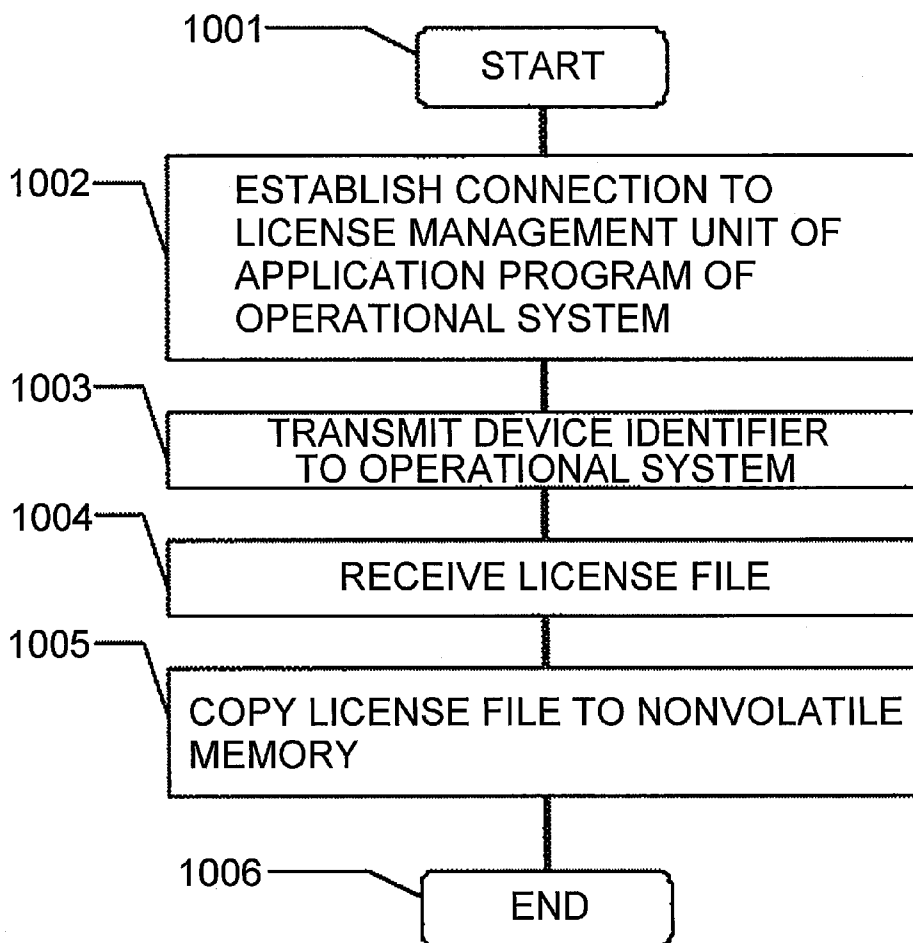 1001
START
1002
ESTABLISH CONNECTION TO
LICENSE MANAGEMENT UNIT OF
APPLICATION PROGRAM OF
OPERATIONAL SYSTEM
1003
TRANSMIT DEVICE IDENTIFIER
TO OPERATIONAL SYSTEM
1004
RECEIVE LICENSE FILE
1005
COPY LICENSE FILE TO NONVOLATILE
MEMORY
1006
END